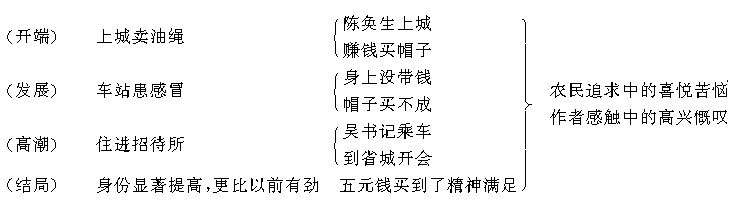 （开端） 上城卖油绳 陈奂生上城
赚钱买帽子
（发展） 车站患感冒 身上没带钱
帽子买不成
农民追求中的喜悦苦恼
作者感触中的高兴慨叹
（高潮） 住进招待所 吴书记乘车
到省城开会
（结局） 身份显著提高，更比以前有劲 五元钱买到了精神满足